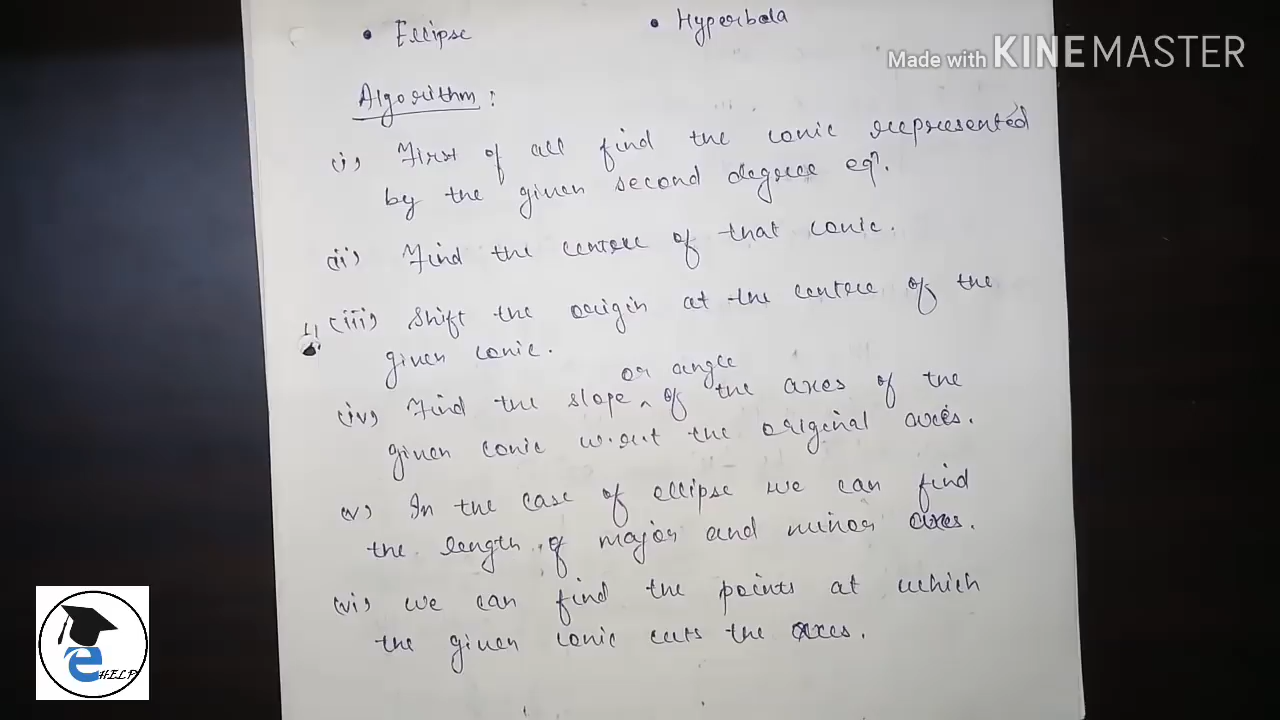 • Ellipse • Hyperbola
Made with KINEMASTER
Algorithm :
(i) First of all find the conic represented
by the given second degree eqn.
(ii) Find the centre of that conic.
(iii) Shift the origin at the centre of the
given conic.
or angle
(iv) Find the slope ^ of the axes of the
given conic w.r.t the original axes.
(v) In the case of ellipse we can find
the length of major and minor axes.
(vi) We can find the points at which
the given conic cuts the axes.
e HELP